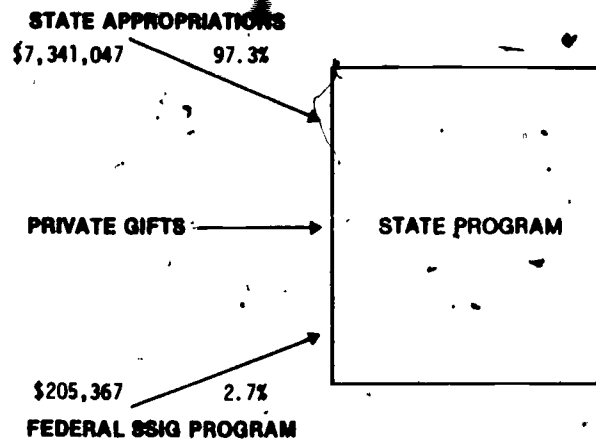 STATE APPROPRIATIONS
$7,341,047 97.3%
PRIVATE GIFTS STATE PROGRAM
$205,367 2.7%
FEDERAL SSIG PROGRAM